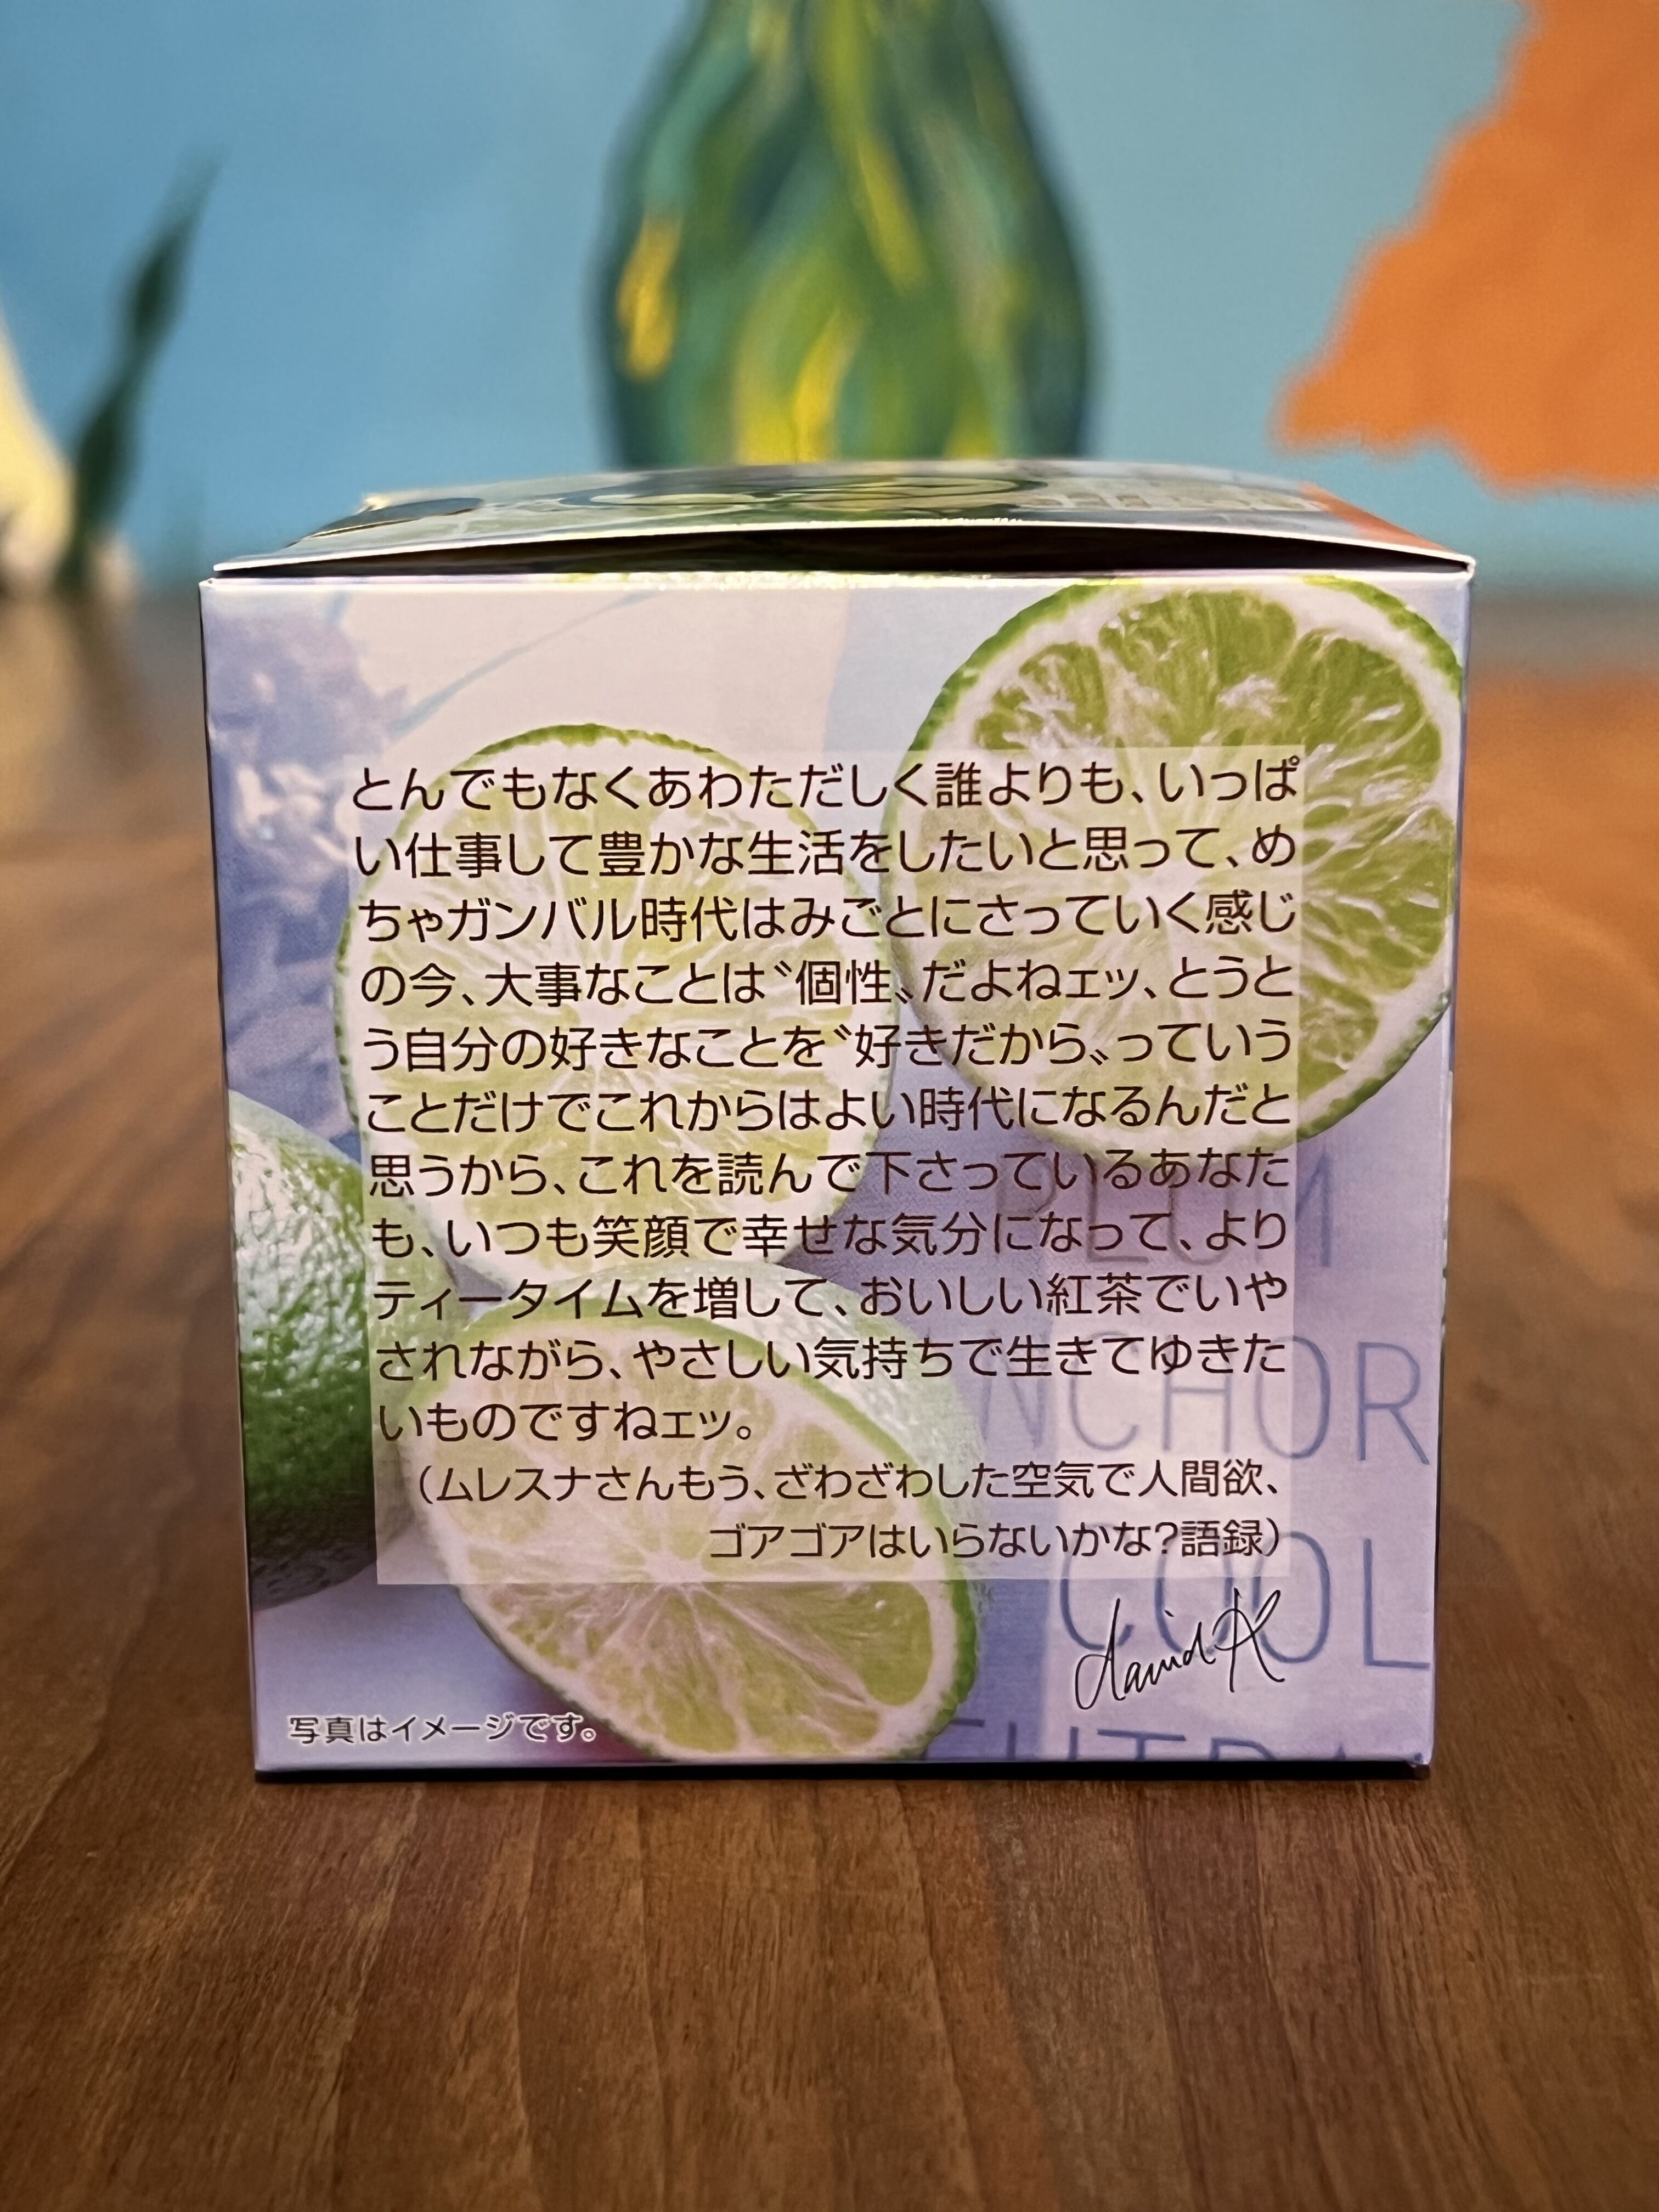 とんでもなくあわただしく誰よりも、いっぱ
い仕事して豊かな生活をしたいと思って、め
ちゃガンバル時代はみごとにさっていく感じ
の今、大事なことは〝個性〟だよねェッ、とうと
う自分の好きなことを〝好きだから〟っていう
ことだけでこれからはよい時代になるんだと
思うから、これを読んで下さっているあなた
も、いつも笑顔で幸せな気分になって、より
ティータイムを増して、おいしい紅茶でいや
されながら、やさしい気持ちで生きてゆきた
いものですねェッ。
（ムレスナさんもう、ざわざわした空気で人間欲、
ゴアゴアはいらないかな？語録）
PLUM
NCHOR
COOL
david K
写真はイメージです。